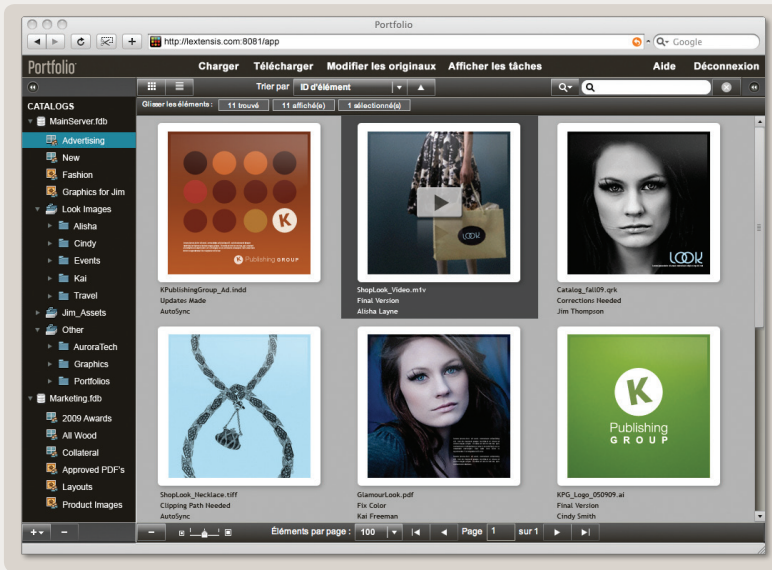 Portfolio
http://lextensis.com:8081/app
Google
Portfolio
Charger Télécharger Modifier les originaux Afficher les tâches Aide Déconnexion
Trier par ID d'élément
CATALOGS
Glisser les éléments : 11 trouvé 11 affiché(e) 1 sélectionné(s)
MainServer.fdb
Advertising
New
Fashion
Graphics for Jim
Look Images
Alisha
Cindy
Events
Kai
Travel
Jim_Assets
Other
AuroraTech
Graphics
Portfolios
Marketing.fdb
2009 Awards
All Wood
Collateral
Approved PDF's
Layouts
Product Images
K
K Publishing GROUP
KPublishingGroup_Ad.indd
Updates Made
AutoSync
LOOK
ShopLook_Video.m1v
Final Version
Alisha Layne
LOOK
Catalog_fall09.qrk
Corrections Needed
Jim Thompson
ShopLook_Necklace.tiff
Clipping Path Needed
AutoSync
GlamourLook.pdf
Fix Color
Kai Freeman
K
Publishing
GROUP
KPG_Logo_050909.ai
Final Version
Cindy Smith
Éléments par page : 100 Page 1 sur 1